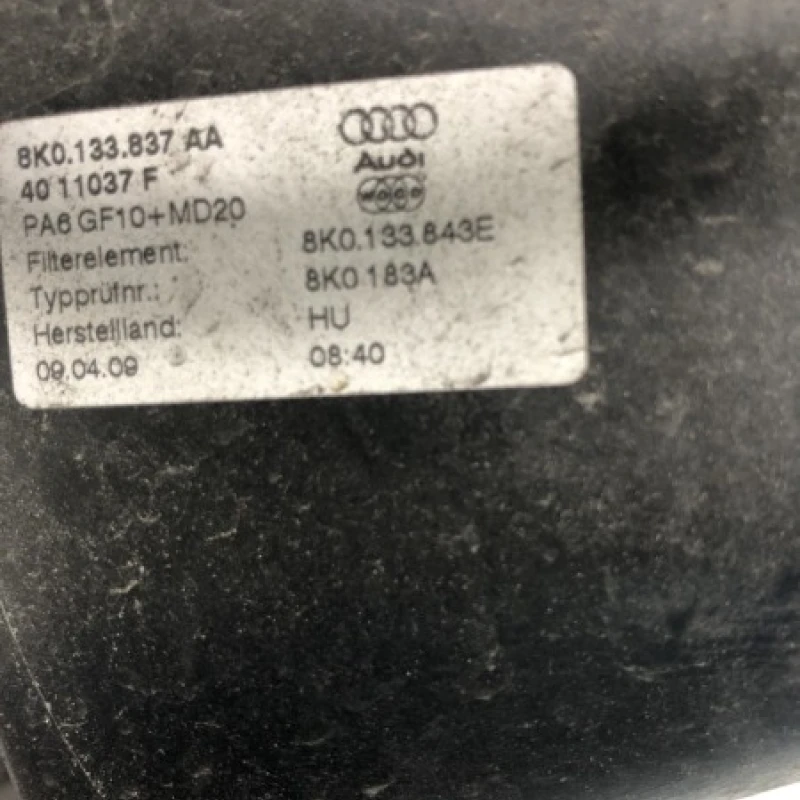 8K0.133.837 AA
40 11037 F
PA6 GF10+MD20
Audi
Filterelement: 8K0.133.843E
Typprüfnr.: 8K0 183A
Herstellland: HU
09.04.09 08:40